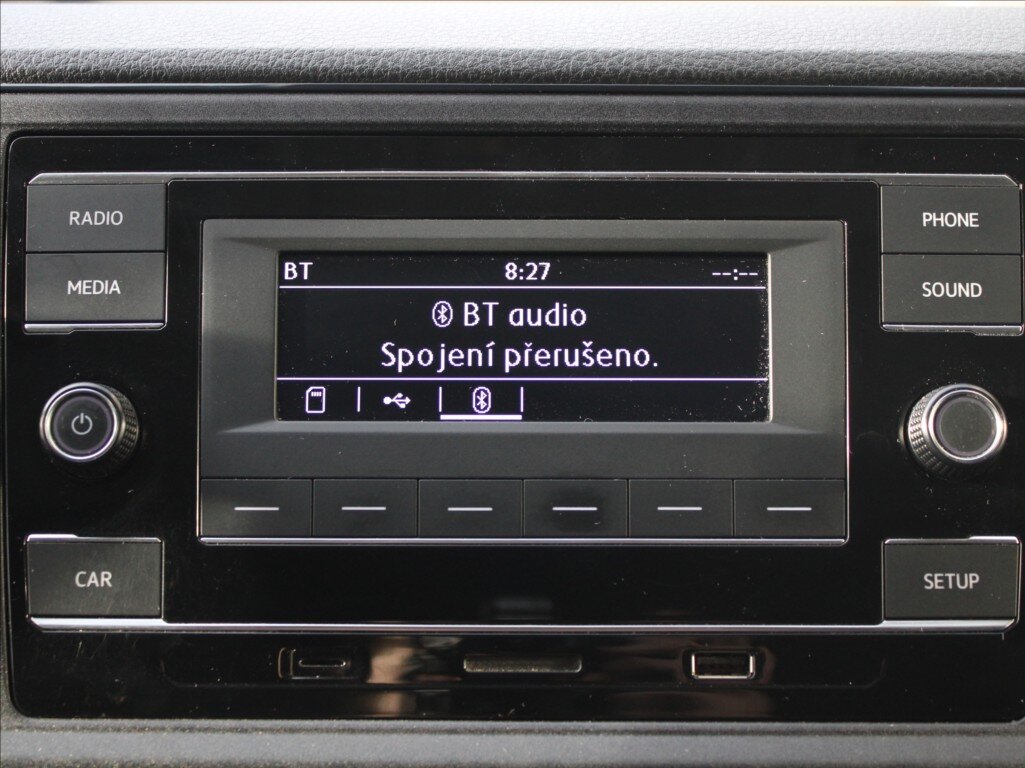 RADIO
PHONE
MEDIA
SOUND
BT 8:27 --:--
BT audio
Spojení přerušeno.
CAR
SETUP